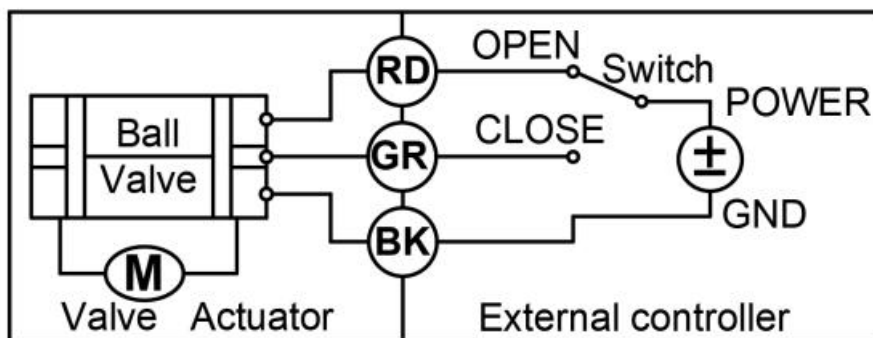 OPEN
RD
Switch
POWER
CLOSE
Ball
GR
Valve
±
GND
BK
M
Valve Actuator
External controller